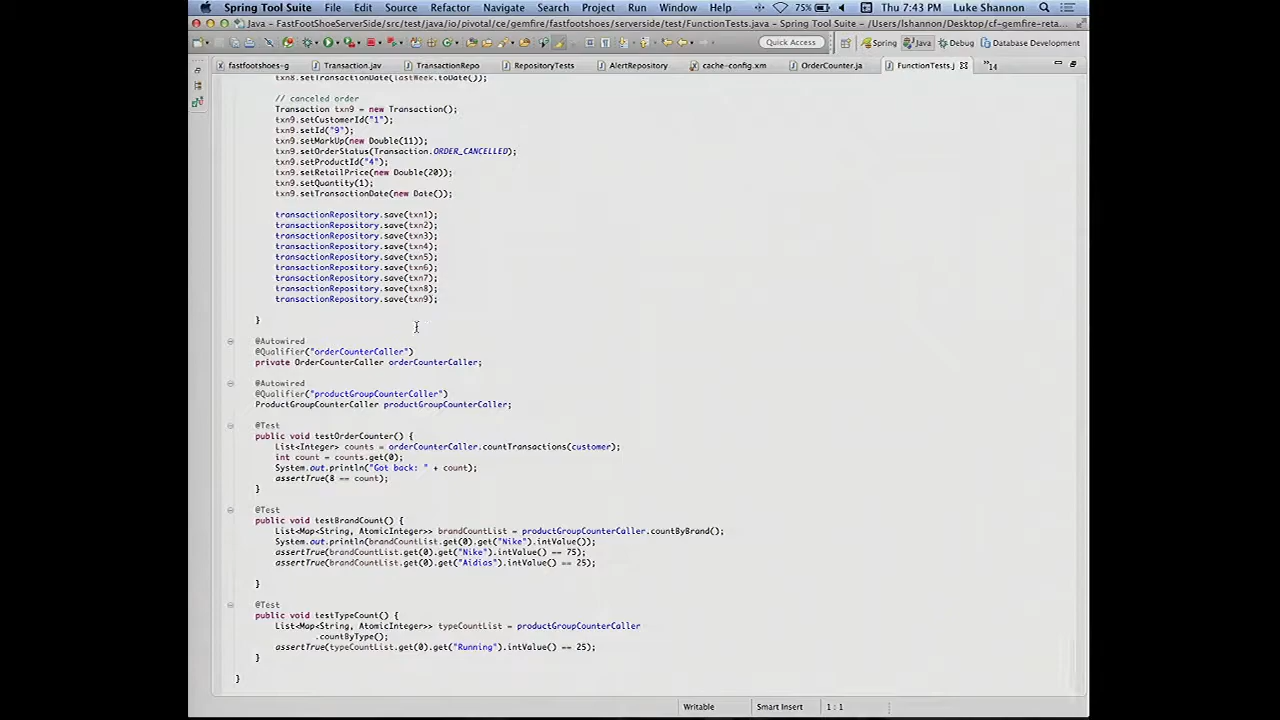 Spring Tool Suite File Edit Source Refactor Navigate Search Project Run Window Help 75% Thu 7:43 PM Luke Shannon
Java - FastFootShoeServerSide/src/test/java/io/pivotal/ce/gemfire/fastfootshoes/serverside/FunctionTests.java - Spring Tool Suite - /Users/lshannon/Desktop/cf-gemfire-reta
Quick Access Spring Java Debug Database Development
fastfootshoes-g Transaction.jav TransactionRepo RepositoryTests AlertRepository cache-config.xm OrderCounter.ja FunctionTests.j »14
txn8.setTransactionDate(lastWeek.toDate());
// canceled order
Transaction txn9 = new Transaction();
txn9.setCustomerId("1");
txn9.setId("9");
txn9.setMarkUp(new Double(11));
txn9.setOrderStatus(Transaction.ORDER_CANCELLED);
txn9.setProductId("4");
txn9.setRetailPrice(new Double(20));
txn9.setQuantity(1);
txn9.setTransactionDate(new Date());
transactionRepository.save(txn1);
transactionRepository.save(txn2);
transactionRepository.save(txn3);
transactionRepository.save(txn4);
transactionRepository.save(txn5);
transactionRepository.save(txn6);
transactionRepository.save(txn7);
transactionRepository.save(txn8);
transactionRepository.save(txn9);
}
@Autowired
@Qualifier("orderCounterCaller")
private OrderCounterCaller orderCounterCaller;
@Autowired
@Qualifier("productGroupCounterCaller")
ProductGroupCounterCaller productGroupCounterCaller;
@Test
public void testOrderCounter() {
List<Integer> counts = orderCounterCaller.countTransactions(customer);
int count = counts.get(0);
System.out.println("Got back: " + count);
assertTrue(8 == count);
}
@Test
public void testBrandCount() {
List<Map<String, AtomicInteger>> brandCountList = productGroupCounterCaller.countByBrand();
System.out.println(brandCountList.get(0).get("Nike").intValue());
assertTrue(brandCountList.get(0).get("Nike").intValue() == 75);
assertTrue(brandCountList.get(0).get("Aidias").intValue() == 25);
}
@Test
public void testTypeCount() {
List<Map<String, AtomicInteger>> typeCountList = productGroupCounterCaller
.countByType();
assertTrue(typeCountList.get(0).get("Running").intValue() == 25);
}
}
Writable Smart Insert 1 : 1